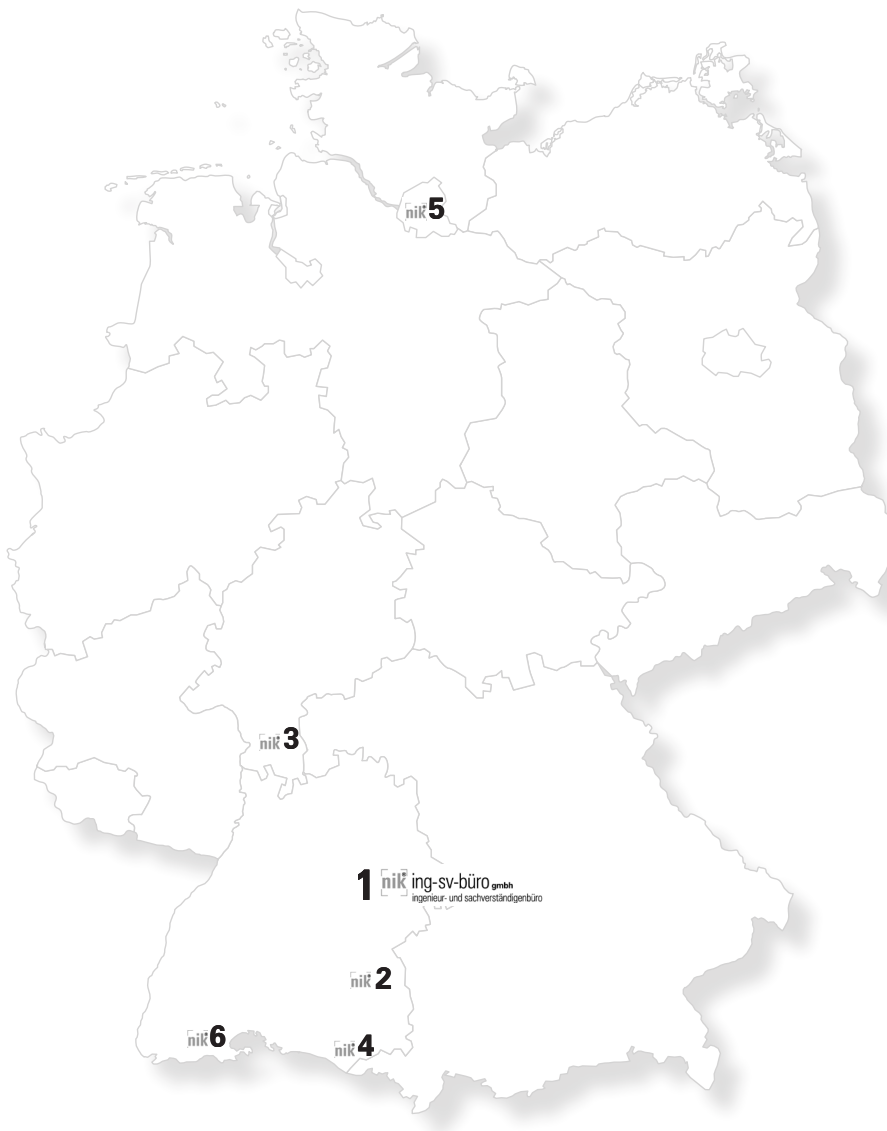 nik 5
nik 3
1 nik ing-sv-büro gmbh
ingenieur- und sachverständigenbüro
nik 2
nik 6
nik 4